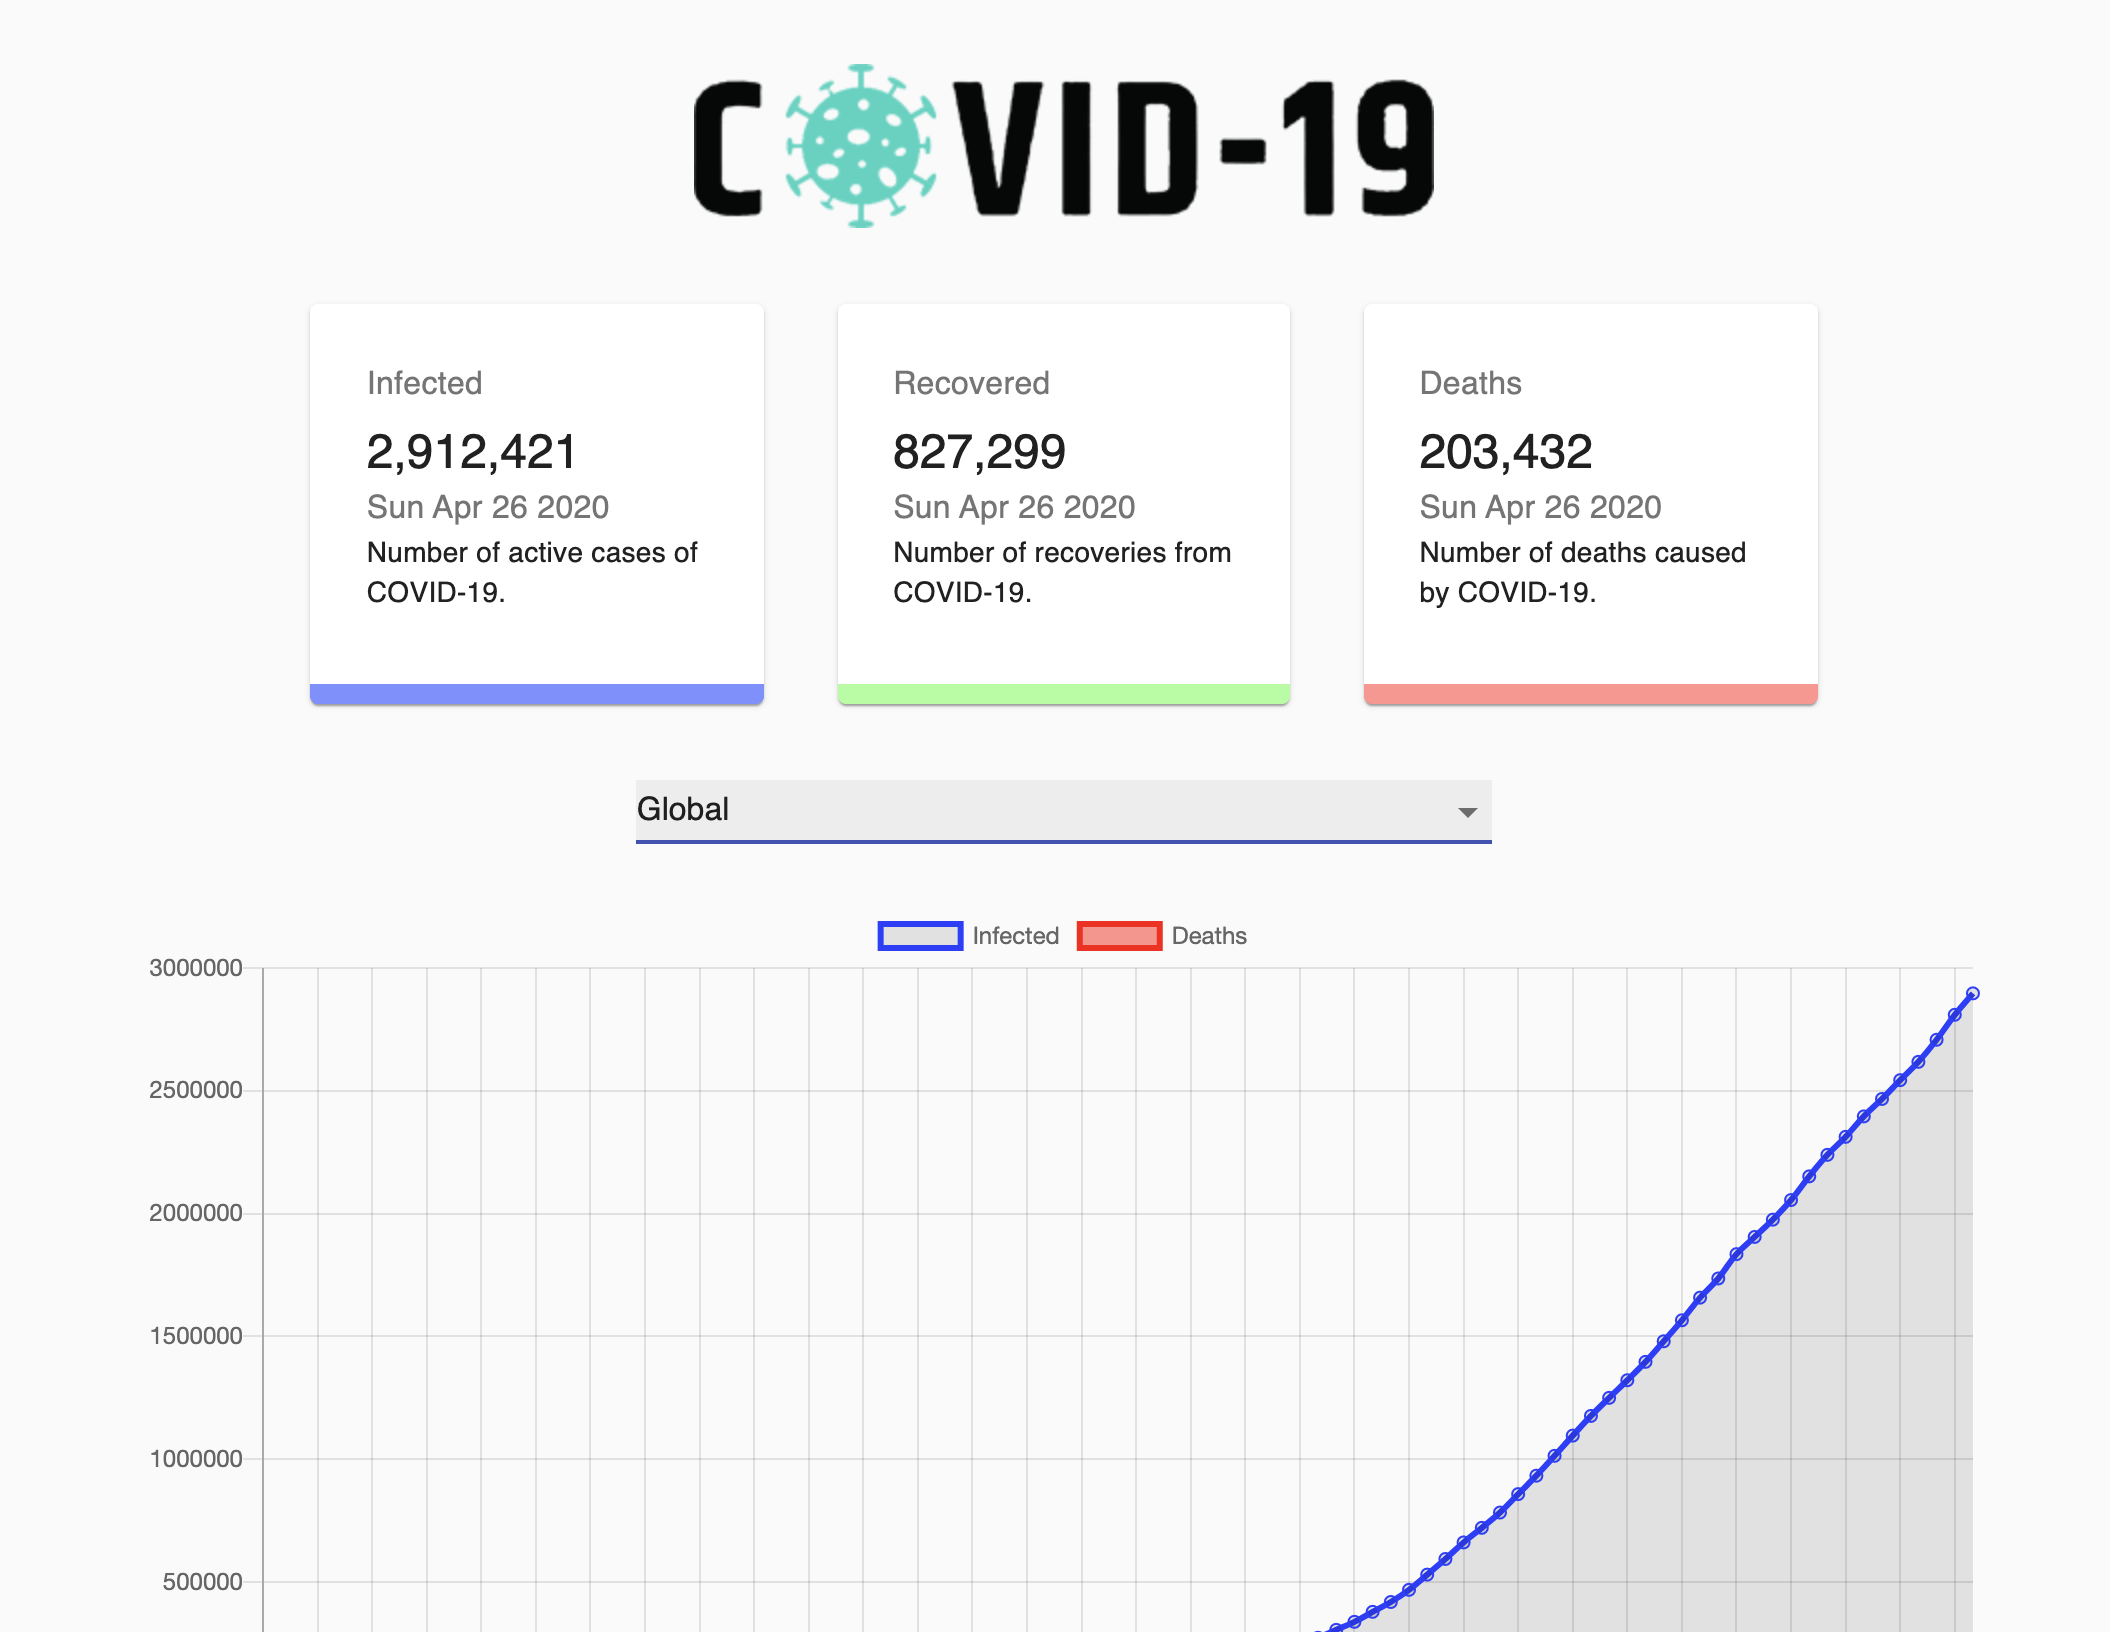 COVID-19
Infected
2,912,421
Sun Apr 26 2020
Number of active cases of
COVID-19.
Recovered
827,299
Sun Apr 26 2020
Number of recoveries from
COVID-19.
Deaths
203,432
Sun Apr 26 2020
Number of deaths caused
by COVID-19.
Global
Infected Deaths
3000000
2500000
2000000
1500000
1000000
500000